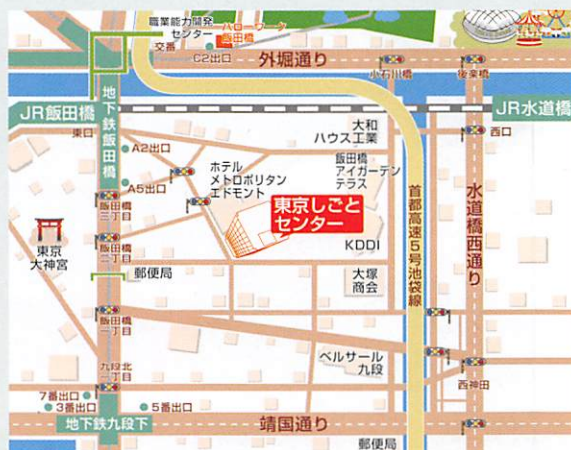 職業能力開発
センター
ハローワーク
飯田橋
交番
C2出口
外堀通り
小石川橋
後楽橋
JR飯田橋
地下鉄飯田橋
JR水道橋
東口
西口
A2出口
大和
ハウス工業
ホテル
メトロポリタン
エドモント
飯田橋
アイガーデン
テラス
A5出口
飯田橋
三丁目
東京しごと
センター
首都高速5号池袋線
水道橋西通り
東京
大神宮
飯田橋
二丁目
KDDI
郵便局
大塚
商会
飯田橋
一丁目
ベルサール
九段
九段北
一丁目
西神田
7番出口
3番出口
5番出口
地下鉄九段下
靖国通り
郵便局